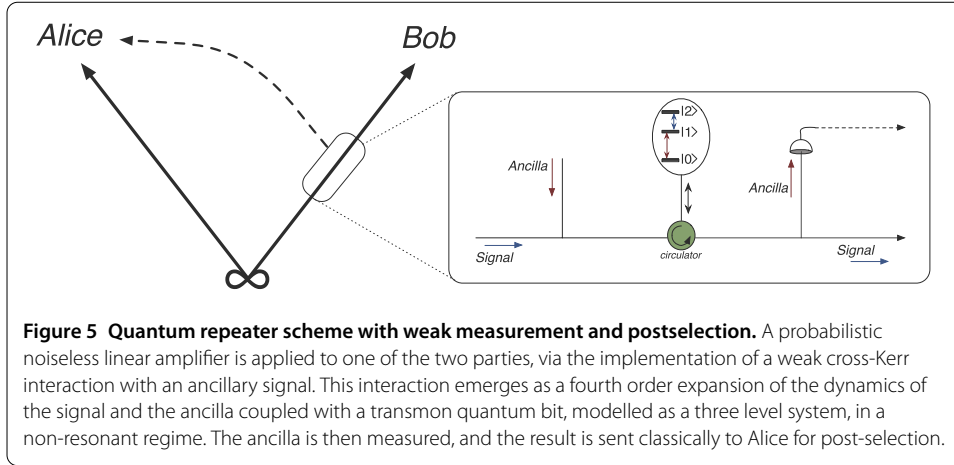 Alice
Bob
|2>
|1>
|0>
Ancilla
Ancilla
Signal
circulator
Signal
Figure 5 Quantum repeater scheme with weak measurement and postselection. A probabilistic
noiseless linear amplifier is applied to one of the two parties, via the implementation of a weak cross-Kerr
interaction with an ancillary signal. This interaction emerges as a fourth order expansion of the dynamics of
the signal and the ancilla coupled with a transmon quantum bit, modelled as a three level system, in a
non-resonant regime. The ancilla is then measured, and the result is sent classically to Alice for post-selection.